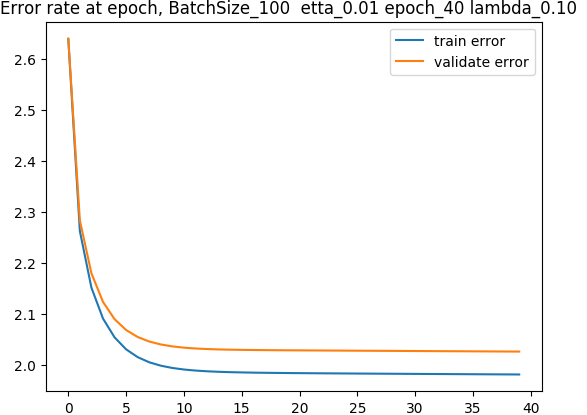 Error rate at epoch, BatchSize_100  etta_0.01 epoch_40 lambda_0.10
train error
validate error
2.6
2.5
2.4
2.3
2.2
2.1
2.0
0 5 10 15 20 25 30 35 40